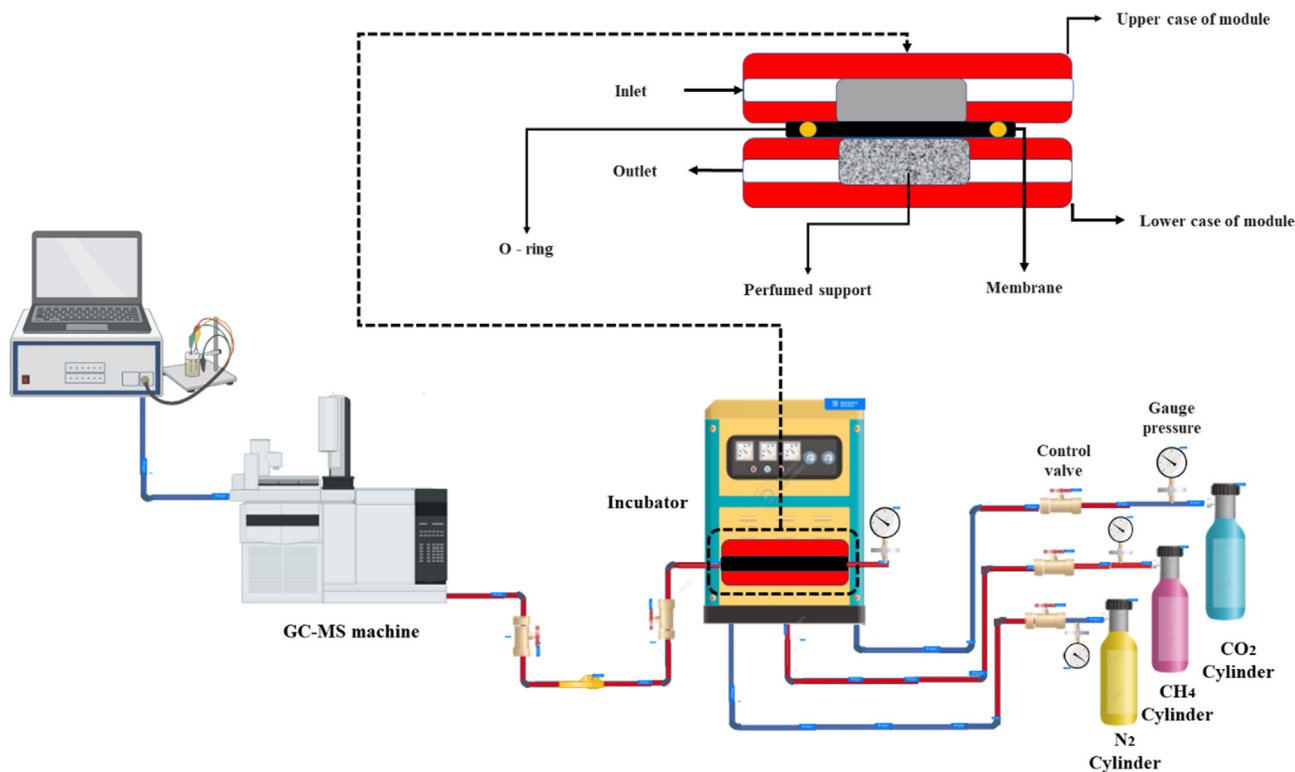 Upper case of module
Inlet
Outlet
Lower case of module
O - ring
Perfumed support
Membrane
Gauge
pressure
Control
valve
Incubator
GC-MS machine
CO2
Cylinder
CH4
Cylinder
N2
Cylinder